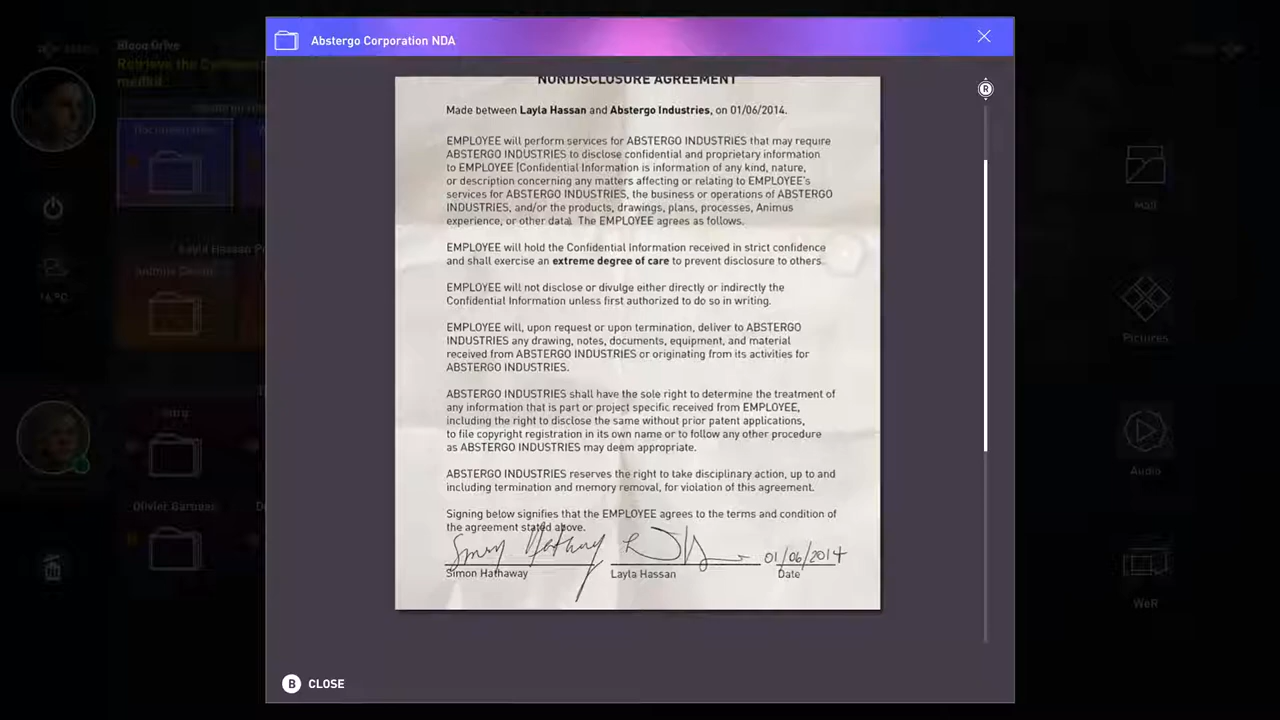 Abstergo Corporation NDA
Blood Drive
medkit
NONDISCLOSURE AGREEMENT
Made between Layla Hassan and Abstergo Industries, on 01/06/2014.
EMPLOYEE will perform services for ABSTERGO INDUSTRIES that may require
ABSTERGO INDUSTRIES to disclose confidential and proprietary information
to EMPLOYEE (Confidential Information is information of any kind, nature,
or description concerning any matters affecting or relating to EMPLOYEE's
services for ABSTERGO INDUSTRIES, the business or operations of ABSTERGO
INDUSTRIES, and/or the products, drawings, plans, processes, Animus
experience, or other data). The EMPLOYEE agrees as follows.
EMPLOYEE will hold the Confidential Information received in strict confidence
and shall exercise an extreme degree of care to prevent disclosure to others.
EMPLOYEE will not disclose or divulge either directly or indirectly the
Confidential Information unless first authorized to do so in writing.
EMPLOYEE will, upon request or upon termination, deliver to ABSTERGO
INDUSTRIES any drawing, notes, documents, equipment, and material
received from ABSTERGO INDUSTRIES or originating from its activities for
ABSTERGO INDUSTRIES.
ABSTERGO INDUSTRIES shall have the sole right to determine the treatment of
any information that is part or project specific received from EMPLOYEE,
including the right to disclose the same without prior patent applications,
to file copyright registration in its own name or to follow any other procedure
as ABSTERGO INDUSTRIES may deem appropriate.
ABSTERGO INDUSTRIES reserves the right to take disciplinary action, up to and
including termination and memory removal, for violation of this agreement.
Signing below signifies that the EMPLOYEE agrees to the terms and condition of
the agreement stated above.
Simon Hathaway 01/06/2014
Simon Hathaway Layla Hassan Date
R
Mail
Pictures
Audio
WeR
16°C
B CLOSE